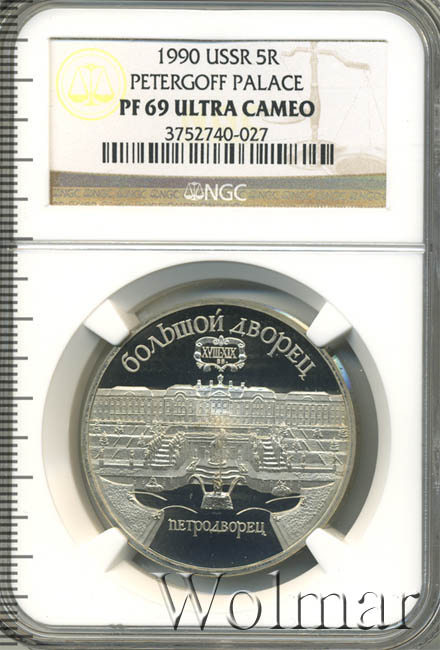 1990 USSR 5R
PETERGOFF PALACE
PF 69 ULTRA CAMEO
3752740-027
NGC
БОЛЬШОЙ ДВОРЕЦ
XVIII-XIX
ВВ.
ПЕТРОДВОРЕЦ
Wolmar